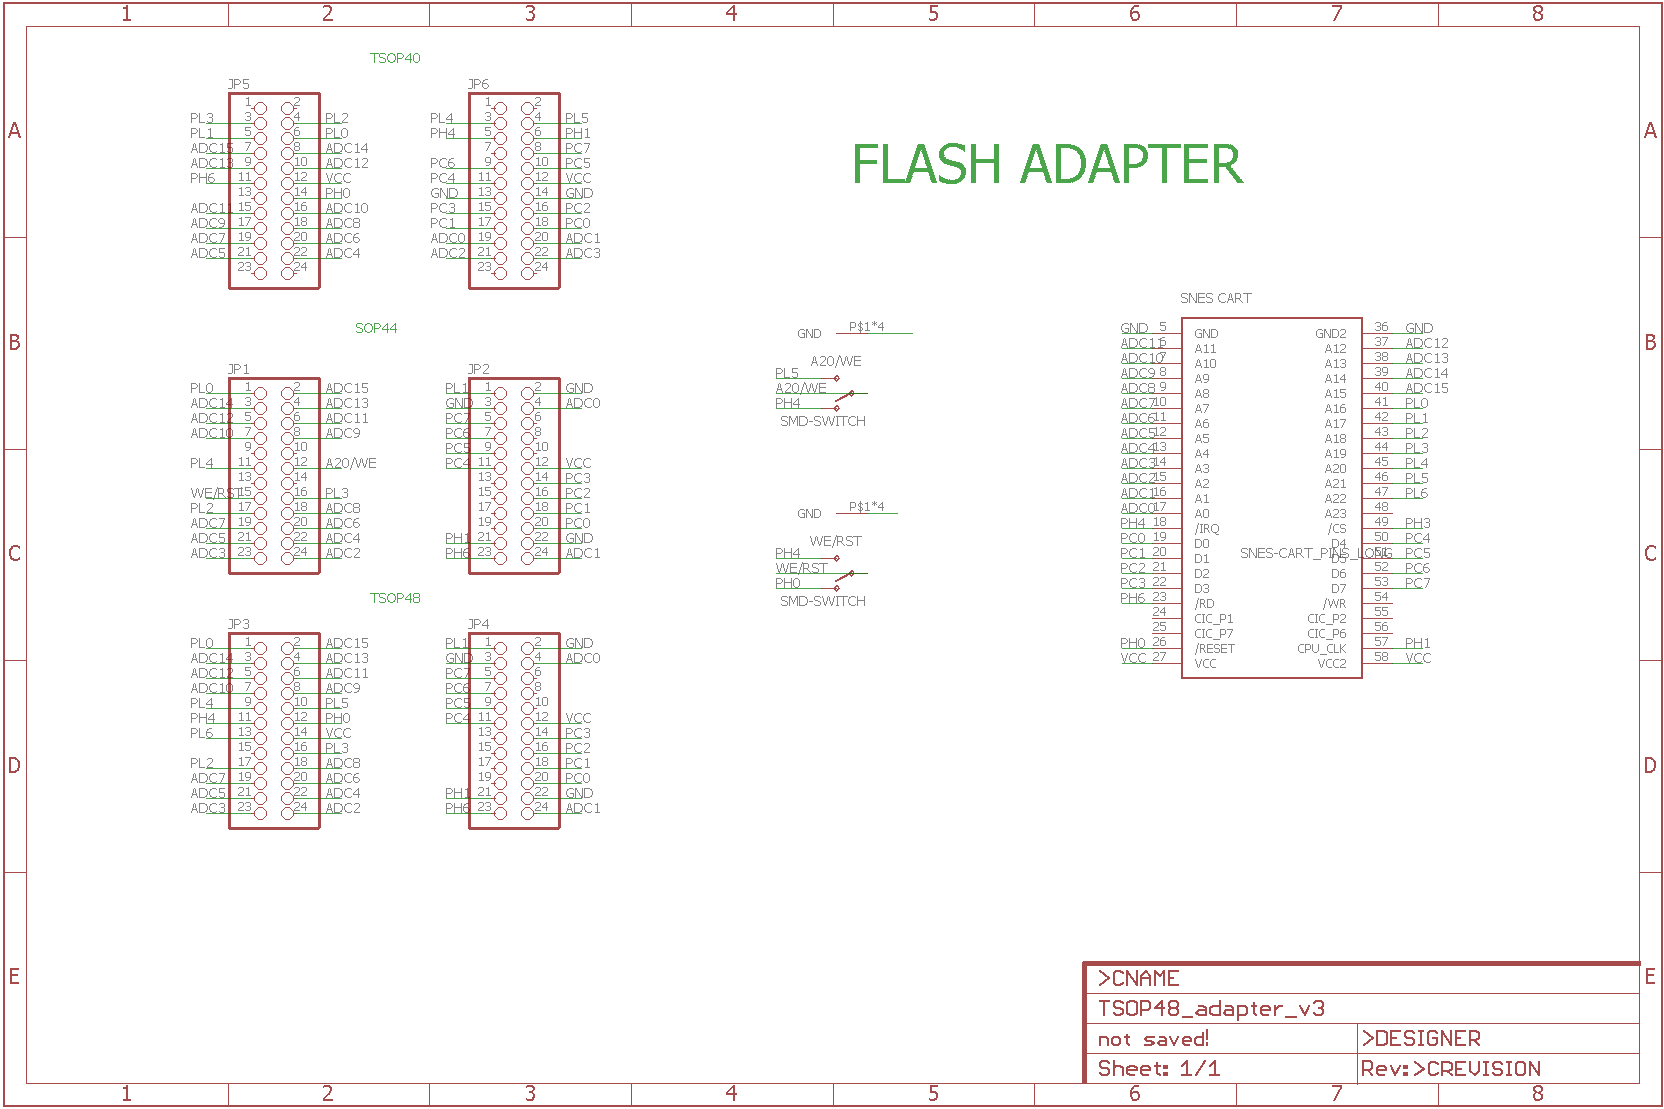 1 2 3 4 5 6 7 8
A A
B B
C C
D D
E E
TSOP40
JP5
1 2
PL3 3 4 PL2
PL1 5 6 PL0
ADC15 7 8 ADC14
ADC13 9 10 ADC12
PH6 11 12 VCC
13 14 PH0
ADC11 15 16 ADC10
ADC9 17 18 ADC8
ADC7 19 20 ADC6
ADC5 21 22 ADC4
23 24
JP6
1 2
PL4 3 4 PL5
PH4 5 6 PH1
7 8 PC7
PC6 9 10 PC5
PC4 11 12 VCC
GND 13 14 GND
PC3 15 16 PC2
PC1 17 18 PC0
ADC0 19 20 ADC1
ADC2 21 22 ADC3
23 24
FLASH ADAPTER
SOP44
JP1
PL0 1 2 ADC15
ADC14 3 4 ADC13
ADC12 5 6 ADC11
ADC10 7 8 ADC9
9 10
PL4 11 12 A20/WE
13 14
WE/RST 15 16 PL3
PL2 17 18 ADC8
ADC7 19 20 ADC6
ADC5 21 22 ADC4
ADC3 23 24 ADC2
JP2
PL1 1 2 GND
GND 3 4 ADC0
PC7 5 6
PC6 7 8
PC5 9 10
PC4 11 12 VCC
13 14 PC3
15 16 PC2
17 18 PC1
19 20 PC0
PH1 21 22 GND
PH6 23 24 ADC1
TSOP48
JP3
PL0 1 2 ADC15
ADC14 3 4 ADC13
ADC12 5 6 ADC11
ADC10 7 8 ADC9
PL4 9 10 PL5
PH4 11 12 PH0
PL6 13 14 VCC
15 16 PL3
PL2 17 18 ADC8
ADC7 19 20 ADC6
ADC5 21 22 ADC4
ADC3 23 24 ADC2
JP4
PL1 1 2 GND
GND 3 4 ADC0
PC7 5 6
PC6 7 8
PC5 9 10
PC4 11 12 VCC
13 14 PC3
15 16 PC2
17 18 PC1
19 20 PC0
PH1 21 22 GND
PH6 23 24 ADC1
GND P$1*4
A20/WE
PL5
A20/WE
PH4
SMD-SWITCH
GND P$1*4
WE/RST
PH4
WE/RST
PH0
SMD-SWITCH
SNES CART
GND 5 GND GND2 36 GND
ADC11 6 A11 A12 37 ADC12
ADC10 7 A10 A13 38 ADC13
ADC9 8 A9 A14 39 ADC14
ADC8 9 A8 A15 40 ADC15
ADC7 10 A7 A16 41 PL0
ADC6 11 A6 A17 42 PL1
ADC5 12 A5 A18 43 PL2
ADC4 13 A4 A19 44 PL3
ADC3 14 A3 A20 45 PL4
ADC2 15 A2 A21 46 PL5
ADC1 16 A1 A22 47 PL6
ADC0 17 A0 A23 48
PH4 18 /IRQ /CS 49 PH3
PC0 19 D0 D4 50 PC4
PC1 20 D1 SNES-CART_PINS_LONG D5 51 PC5
PC2 21 D2 D6 52 PC6
PC3 22 D3 D7 53 PC7
PH6 23 /RD /WR 54
24 CIC_P1 CIC_P2 55
25 CIC_P7 CIC_P6 56
PH0 26 /RESET CPU_CLK 57 PH1
VCC 27 VCC VCC2 58 VCC
>CNAME
TSOP48_adapter_v3
not saved! >DESIGNER
Sheet: 1/1 Rev:>CREVISION
1 2 3 4 5 6 7 8